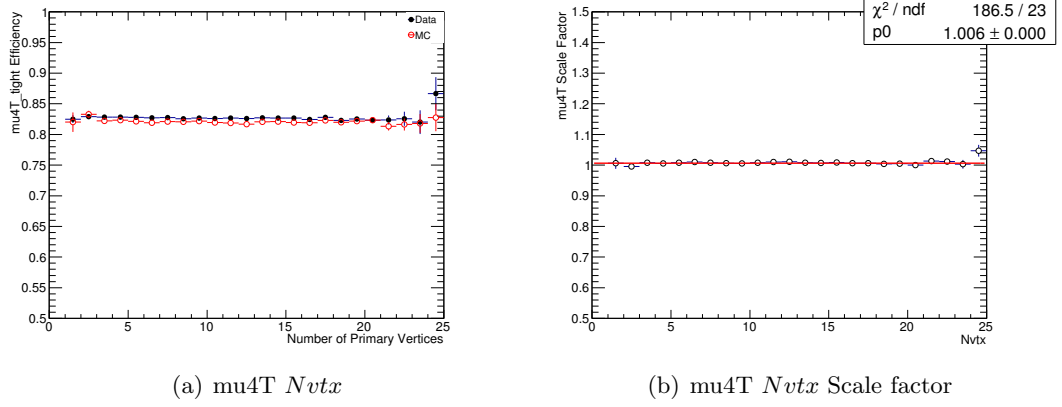 mu4T_tight Efficiency
1
0.95
0.9
0.85
0.8
0.75
0.7
0.65
0.6
0.55
0.5
Data
MC
0 5 10 15 20 25
Number of Primary Vertices
(a) mu4T Nvtx
mu4T Scale Factor
1.5
1.4
1.3
1.2
1.1
1
0.9
0.8
0.7
0.6
0.5
χ² / ndf 186.5 / 23
p0 1.006 ± 0.000
0 5 10 15 20 25
Nvtx
(b) mu4T Nvtx Scale factor